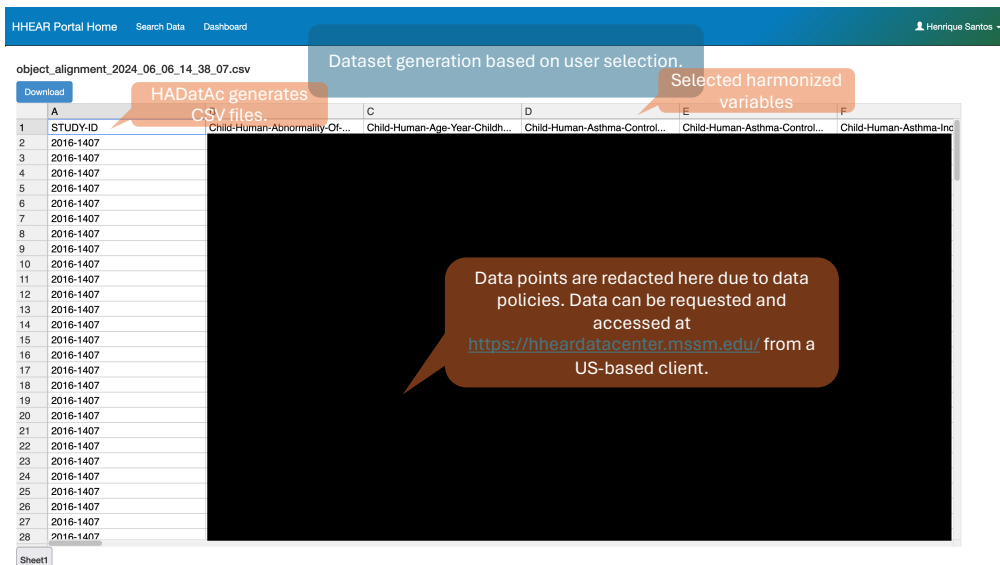 HHEAR Portal Home Search Data Dashboard Henrique Santos
Dataset generation based on user selection.
object_alignment_2024_06_06_14_38_07.csv
Download
HADatAc generates
CSV files.
Selected harmonized
variables
A C D E F
1 STUDY-ID Child-Human-Abnormality-Of-... Child-Human-Age-Year-Childh... Child-Human-Asthma-Control... Child-Human-Asthma-Control... Child-Human-Asthma-Inc
2 2016-1407
3 2016-1407
4 2016-1407
5 2016-1407
6 2016-1407
7 2016-1407
8 2016-1407
9 2016-1407
10 2016-1407
11 2016-1407
12 2016-1407
13 2016-1407
14 2016-1407
15 2016-1407
16 2016-1407
17 2016-1407
18 2016-1407
19 2016-1407
20 2016-1407
21 2016-1407
22 2016-1407
23 2016-1407
24 2016-1407
25 2016-1407
26 2016-1407
27 2016-1407
28 2016-1407
Data points are redacted here due to data
policies. Data can be requested and
accessed at
https://hheardatacenter.mssm.edu/ from a
US-based client.
Sheet1